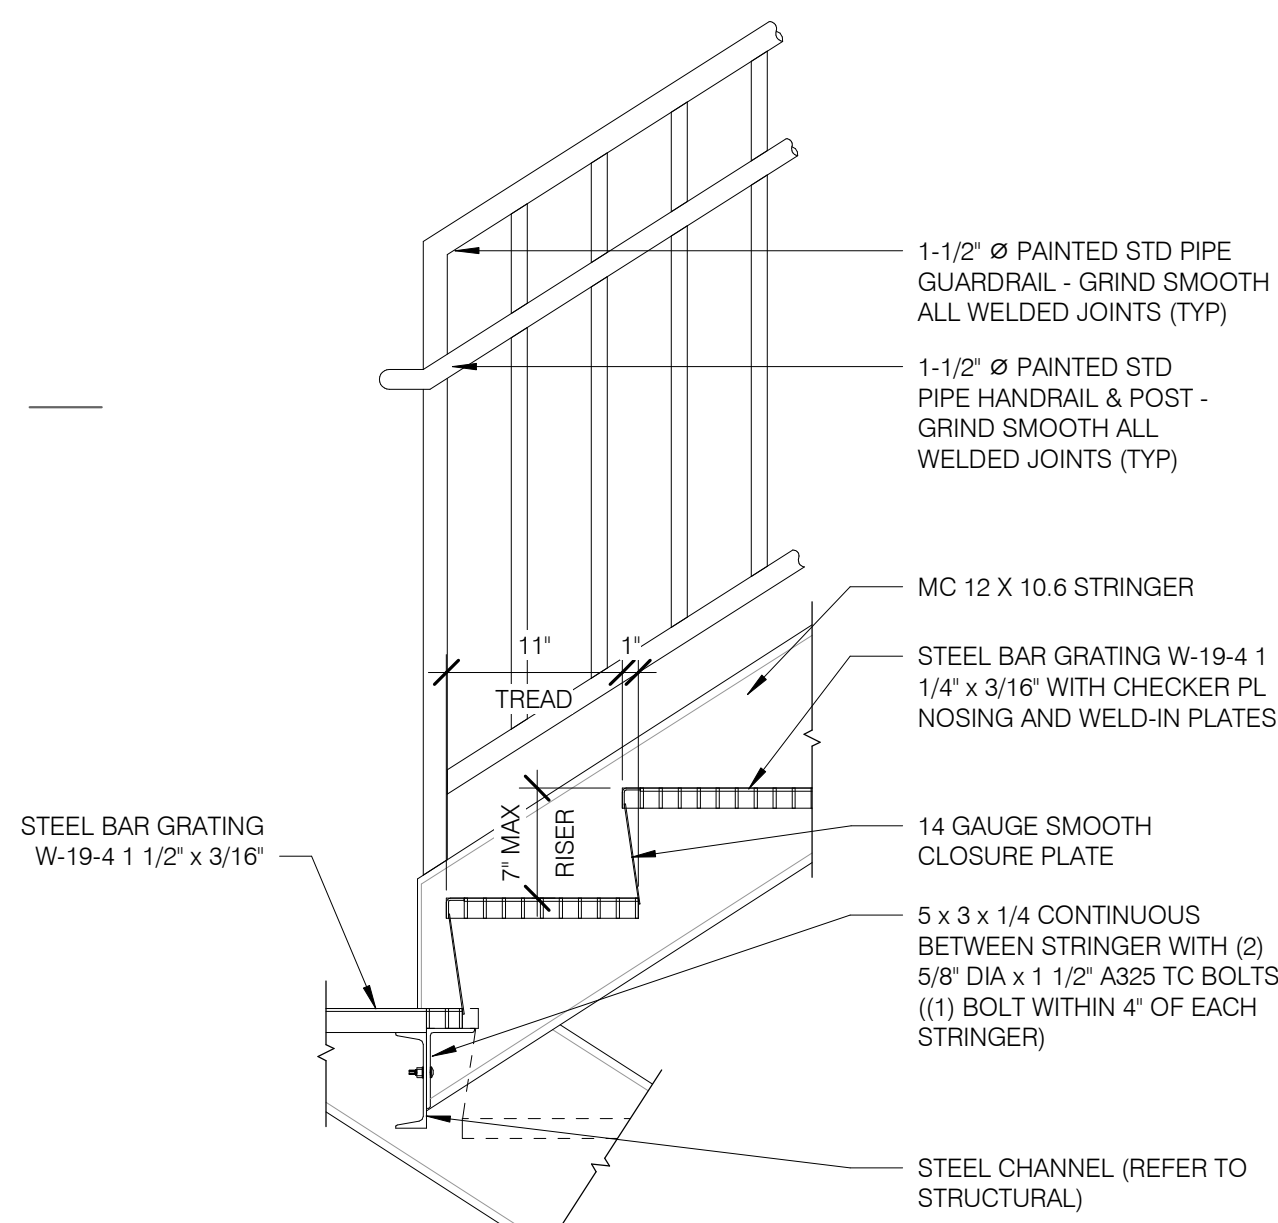 1-1/2" Ø PAINTED STD PIPE
GUARDRAIL - GRIND SMOOTH
ALL WELDED JOINTS (TYP)
1-1/2" Ø PAINTED STD
PIPE HANDRAIL & POST -
GRIND SMOOTH ALL
WELDED JOINTS (TYP)
MC 12 X 10.6 STRINGER
11"
1"
TREAD
STEEL BAR GRATING W-19-4 1
1/4" x 3/16" WITH CHECKER PL
NOSING AND WELD-IN PLATES
7" MAX
RISER
STEEL BAR GRATING
W-19-4 1 1/2" x 3/16"
14 GAUGE SMOOTH
CLOSURE PLATE
5 x 3 x 1/4 CONTINUOUS
BETWEEN STRINGER WITH (2)
5/8" DIA x 1 1/2" A325 TC BOLTS
((1) BOLT WITHIN 4" OF EACH
STRINGER)
STEEL CHANNEL (REFER TO
STRUCTURAL)